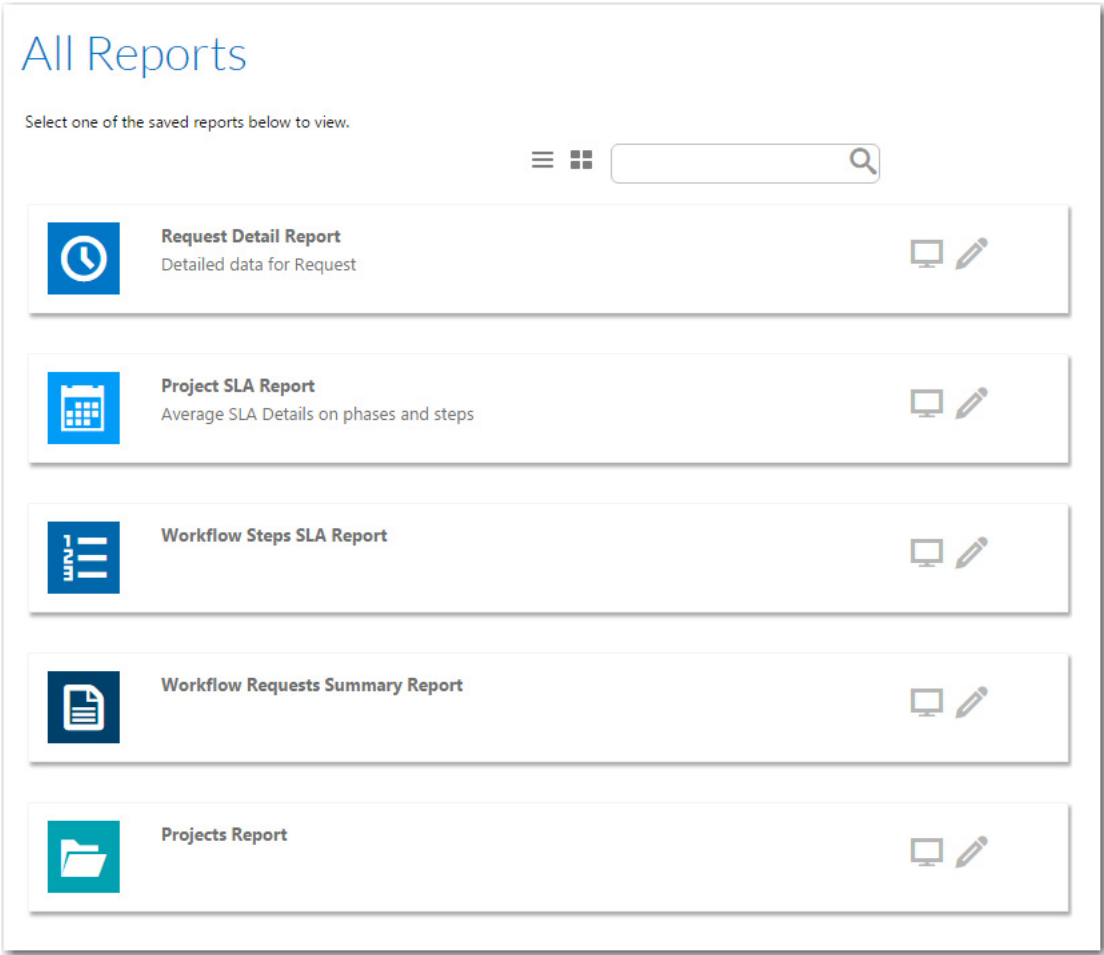 All Reports
Select one of the saved reports below to view.
Request Detail Report
Detailed data for Request
Project SLA Report
Average SLA Details on phases and steps
Workflow Steps SLA Report
Workflow Requests Summary Report
Projects Report